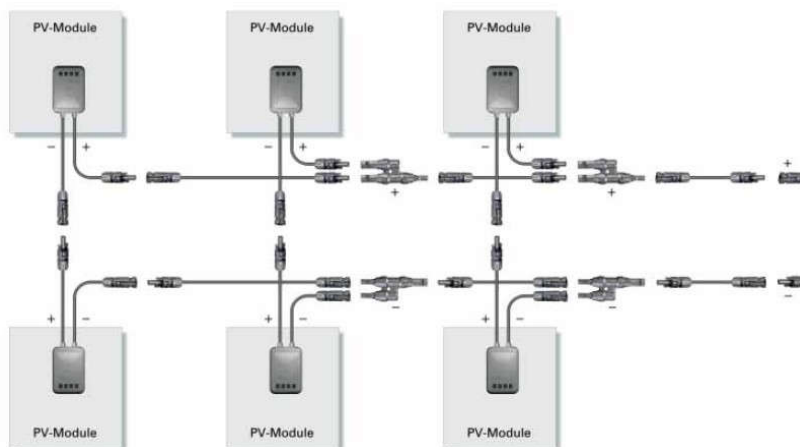 PV-Module PV-Module PV-Module
− + − + − +
+ + +
+ − + − + −
− − −
PV-Module PV-Module PV-Module